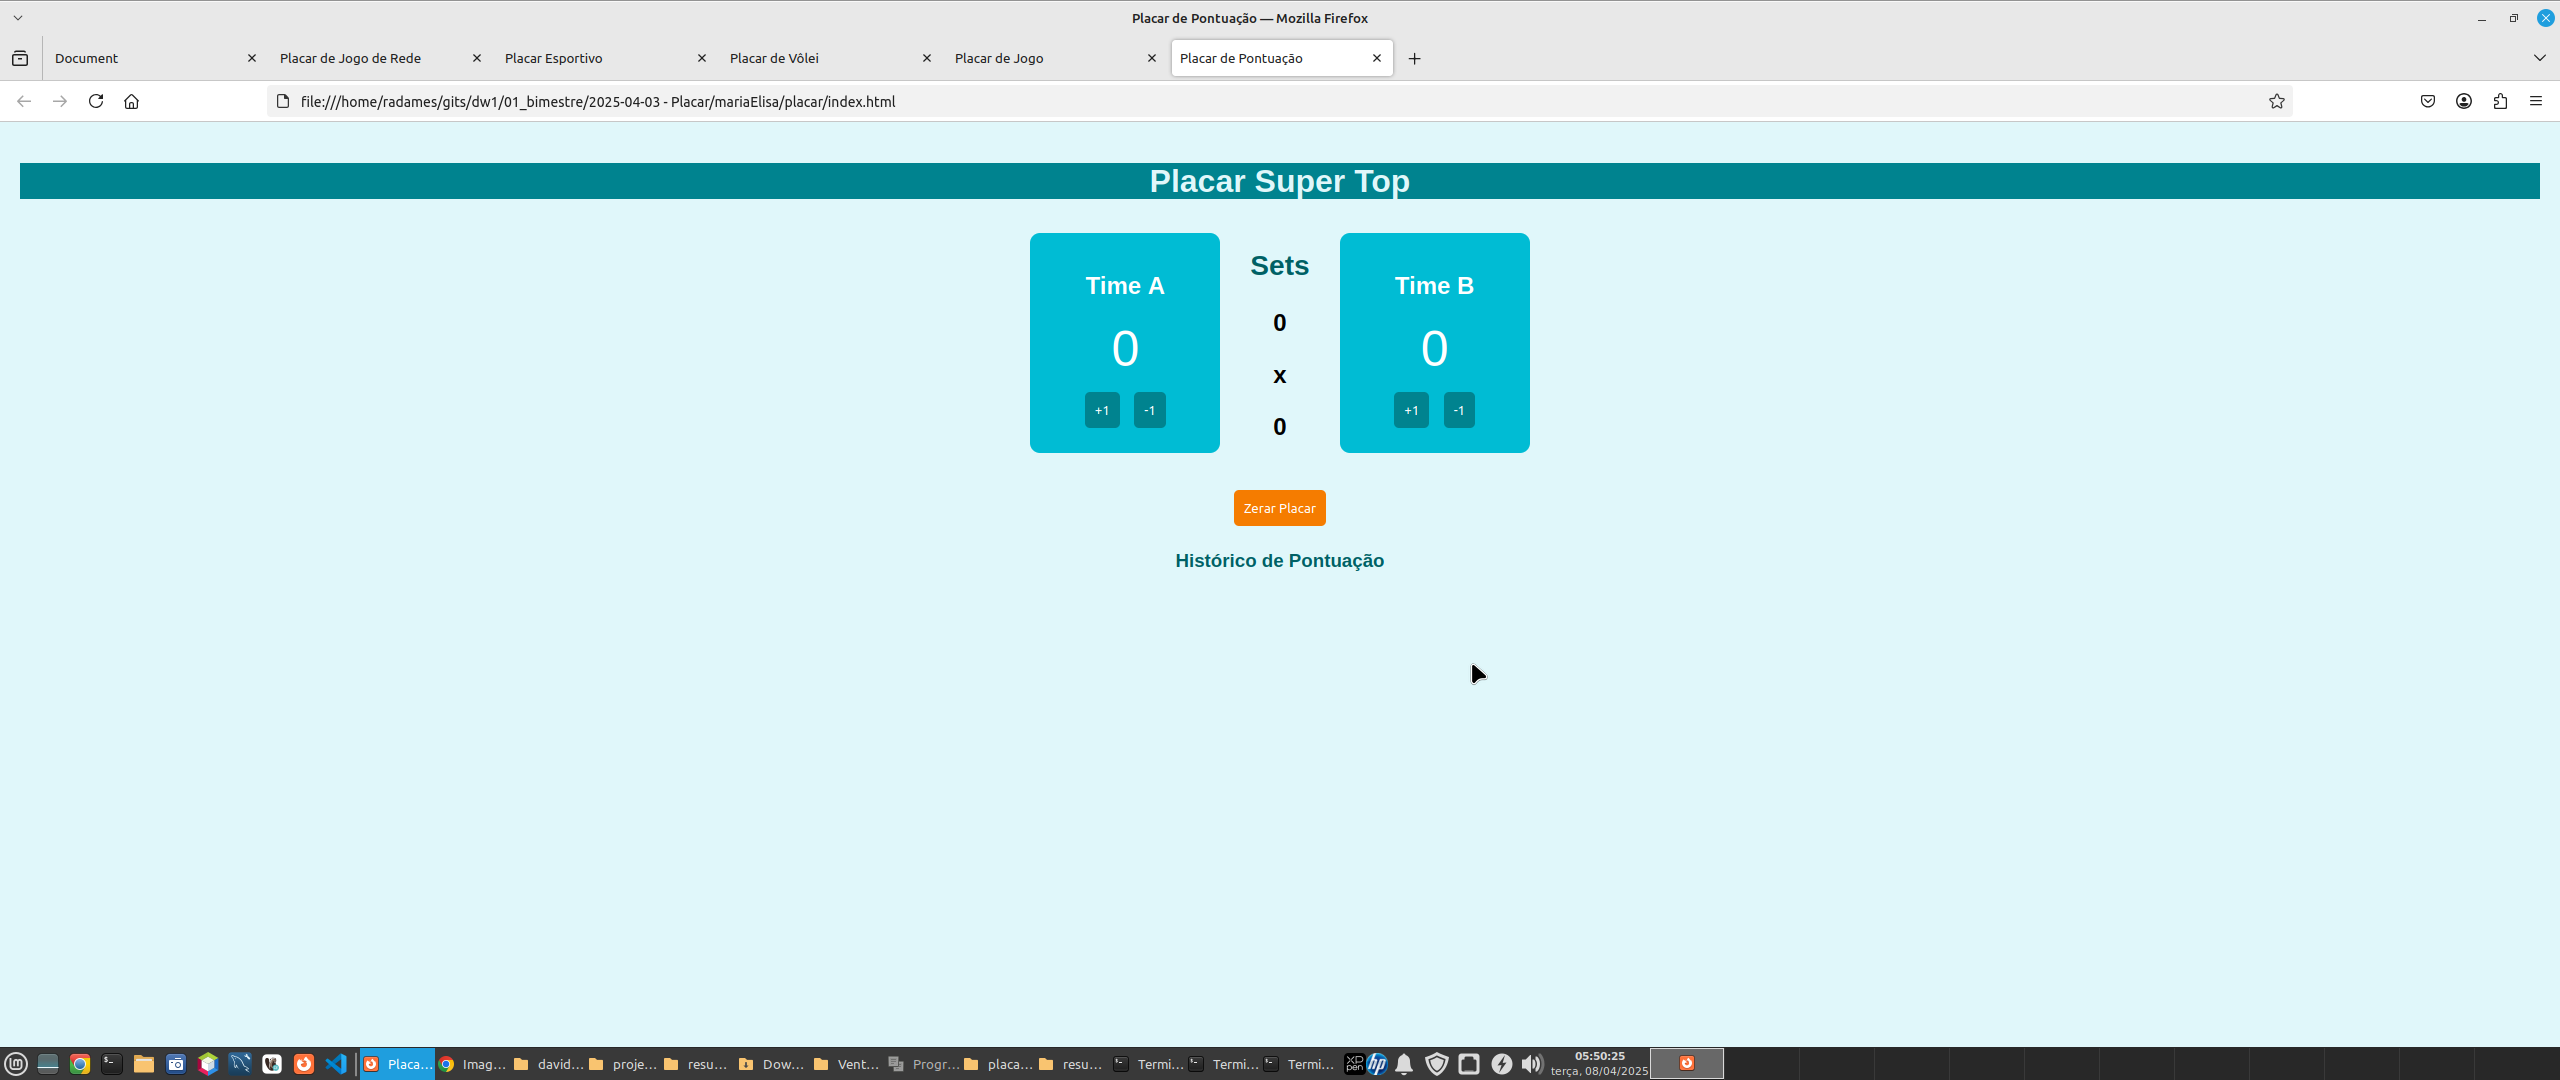 Placar de Pontuação — Mozilla Firefox
Document Placar de Jogo de Rede Placar Esportivo Placar de Vôlei Placar de Jogo Placar de Pontuação
file:///home/radames/gits/dw1/01_bimestre/2025-04-03 - Placar/mariaElisa/placar/index.html
Placar Super Top
Time A
0
+1 -1
Sets
0
x
0
Time B
0
+1 -1
Zerar Placar
Histórico de Pontuação
Placa... Imag... david... proje... resu... Dow... Vent... Progr... placa... resu... Termi... Termi... Termi... XP pen hp 05:50:25
terça, 08/04/2025